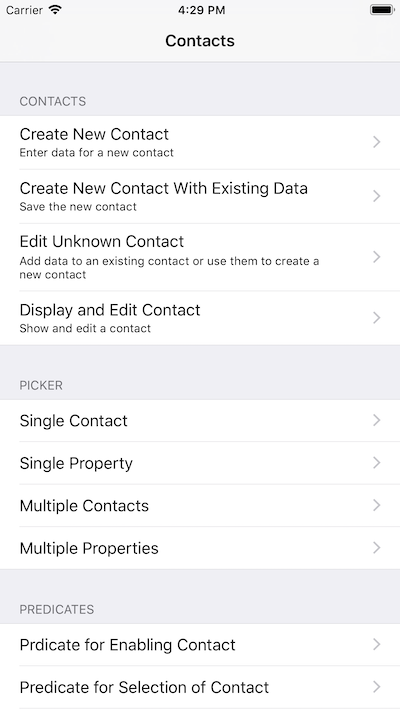 Carrier 4:29 PM
Contacts
CONTACTS
Create New Contact
Enter data for a new contact
Create New Contact With Existing Data
Save the new contact
Edit Unknown Contact
Add data to an existing contact or use them to create a
new contact
Display and Edit Contact
Show and edit a contact
PICKER
Single Contact
Single Property
Multiple Contacts
Multiple Properties
PREDICATES
Prdicate for Enabling Contact
Predicate for Selection of Contact